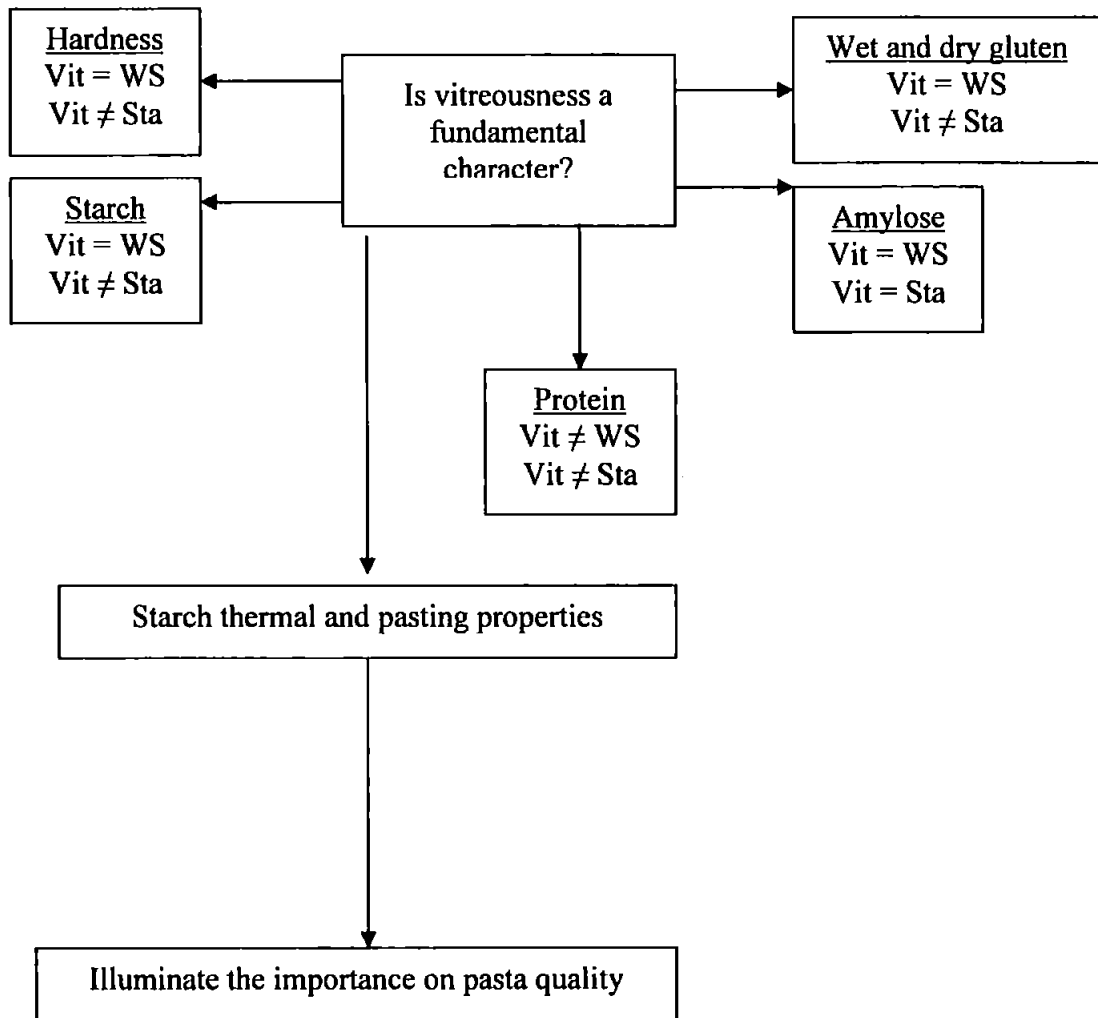 Hardness
Vit = WS
Vit ≠ Sta
Is vitreousness a
fundamental
character?
Wet and dry gluten
Vit = WS
Vit ≠ Sta
Starch
Vit = WS
Vit ≠ Sta
Amylose
Vit = WS
Vit = Sta
Protein
Vit ≠ WS
Vit ≠ Sta
Starch thermal and pasting properties
Illuminate the importance on pasta quality